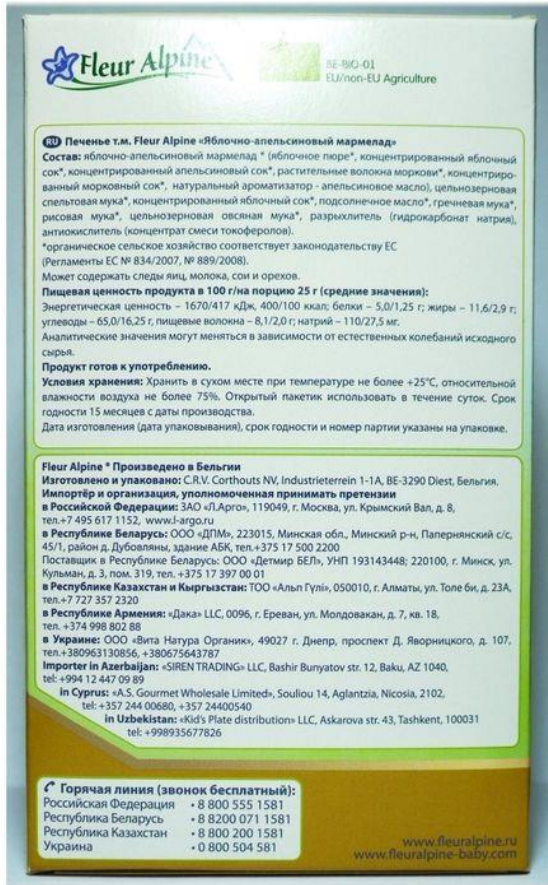 Fleur Alpine
BE-BIO-01
EU/non-EU Agriculture
RU Печенье т.м. Fleur Alpine «Яблочно-апельсиновый мармелад»
Состав: яблочно-апельсиновый мармелад * (яблочное пюре*, концентрированный яблочный
сок*, концентрированный апельсиновый сок*, растительные волокна моркови*, концентриро-
ванный морковный сок*, натуральный ароматизатор - апельсиновое масло), цельнозерновая
спельтовая мука*, концентрированный яблочный сок*, подсолнечное масло*, гречневая мука*,
рисовая мука*, цельнозерновая овсяная мука*, разрыхлитель (гидрокарбонат натрия),
антиокислитель (концентрат смеси токоферолов).
*органическое сельское хозяйство соответствует законодательству ЕС
(Регламенты ЕС № 834/2007, № 889/2008).
Может содержать следы яиц, молока, сои и орехов.
Пищевая ценность продукта в 100 г/на порцию 25 г (средние значения):
Энергетическая ценность – 1670/417 кДж, 400/100 ккал; белки – 5,0/1,25 г; жиры – 11,6/2,9 г;
углеводы – 65,0/16,25 г, пищевые волокна – 8,1/2,0 г; натрий – 110/27,5 мг.
Аналитические значения могут меняться в зависимости от естественных колебаний исходного
сырья.
Продукт готов к употреблению.
Условия хранения: Хранить в сухом месте при температуре не более +25°С, относительной
влажности воздуха не более 75%. Открытый пакетик использовать в течение суток. Срок
годности 15 месяцев с даты производства.
Дата изготовления (дата упаковывания), срок годности и номер партии указаны на упаковке.
Fleur Alpine ® Произведено в Бельгии
Изготовлено и упаковано: C.R.V. Corthouts NV, Industrieterrein 1-1A, BE-3290 Diest, Бельгия.
Импортёр и организация, уполномоченная принимать претензии
в Российской Федерации: ЗАО «Л.Арго», 119049, г. Москва, ул. Крымский Вал, д. 8,
тел.+7 495 617 1152, www.l-argo.ru
в Республике Беларусь: ООО «ДПМ», 223015, Минская обл., Минский р-н, Папернянский с/с,
45/1, район д. Дубовляны, здание АБК, тел.+375 17 500 2200
Поставщик в Республике Беларусь: ООО «Детмир БЕЛ», УНП 193143448; 220100, г. Минск, ул.
Кульман, д. 3, пом. 319, тел. +375 17 397 00 01
в Республике Казахстан и Кыргызстан: ТОО «Альп Гүлі», 050010, г. Алматы, ул. Толе би, д. 23А,
тел.+7 727 357 2320
в Республике Армения: «Дака» LLC, 0096, г. Ереван, ул. Молдовакан, д. 7, кв. 18,
тел. +374 998 802 88
в Украине: ООО «Вита Натура Органик», 49027 г. Днепр, проспект Д. Яворницкого, д. 107,
тел.+380963130856, +380675643787
Importer in Azerbaijan: «SIREN TRADING» LLC, Bashir Bunyatov str. 12, Baku, AZ 1040,
tel: +994 12 447 09 89
in Cyprus: «A.S. Gourmet Wholesale Limited», Souliou 14, Aglantzia, Nicosia, 2102,
tel: +357 244 00680, +357 24400540
in Uzbekistan: «Kid's Plate distribution» LLC, Askarova str. 43, Tashkent, 100031
tel: +998935677826
Горячая линия (звонок бесплатный):
Российская Федерация • 8 800 555 1581
Республика Беларусь • 8 8200 071 1581
Республика Казахстан • 8 800 200 1581
Украина • 0 800 504 581
www.fleuralpine.ru
www.fleuralpine-baby.com